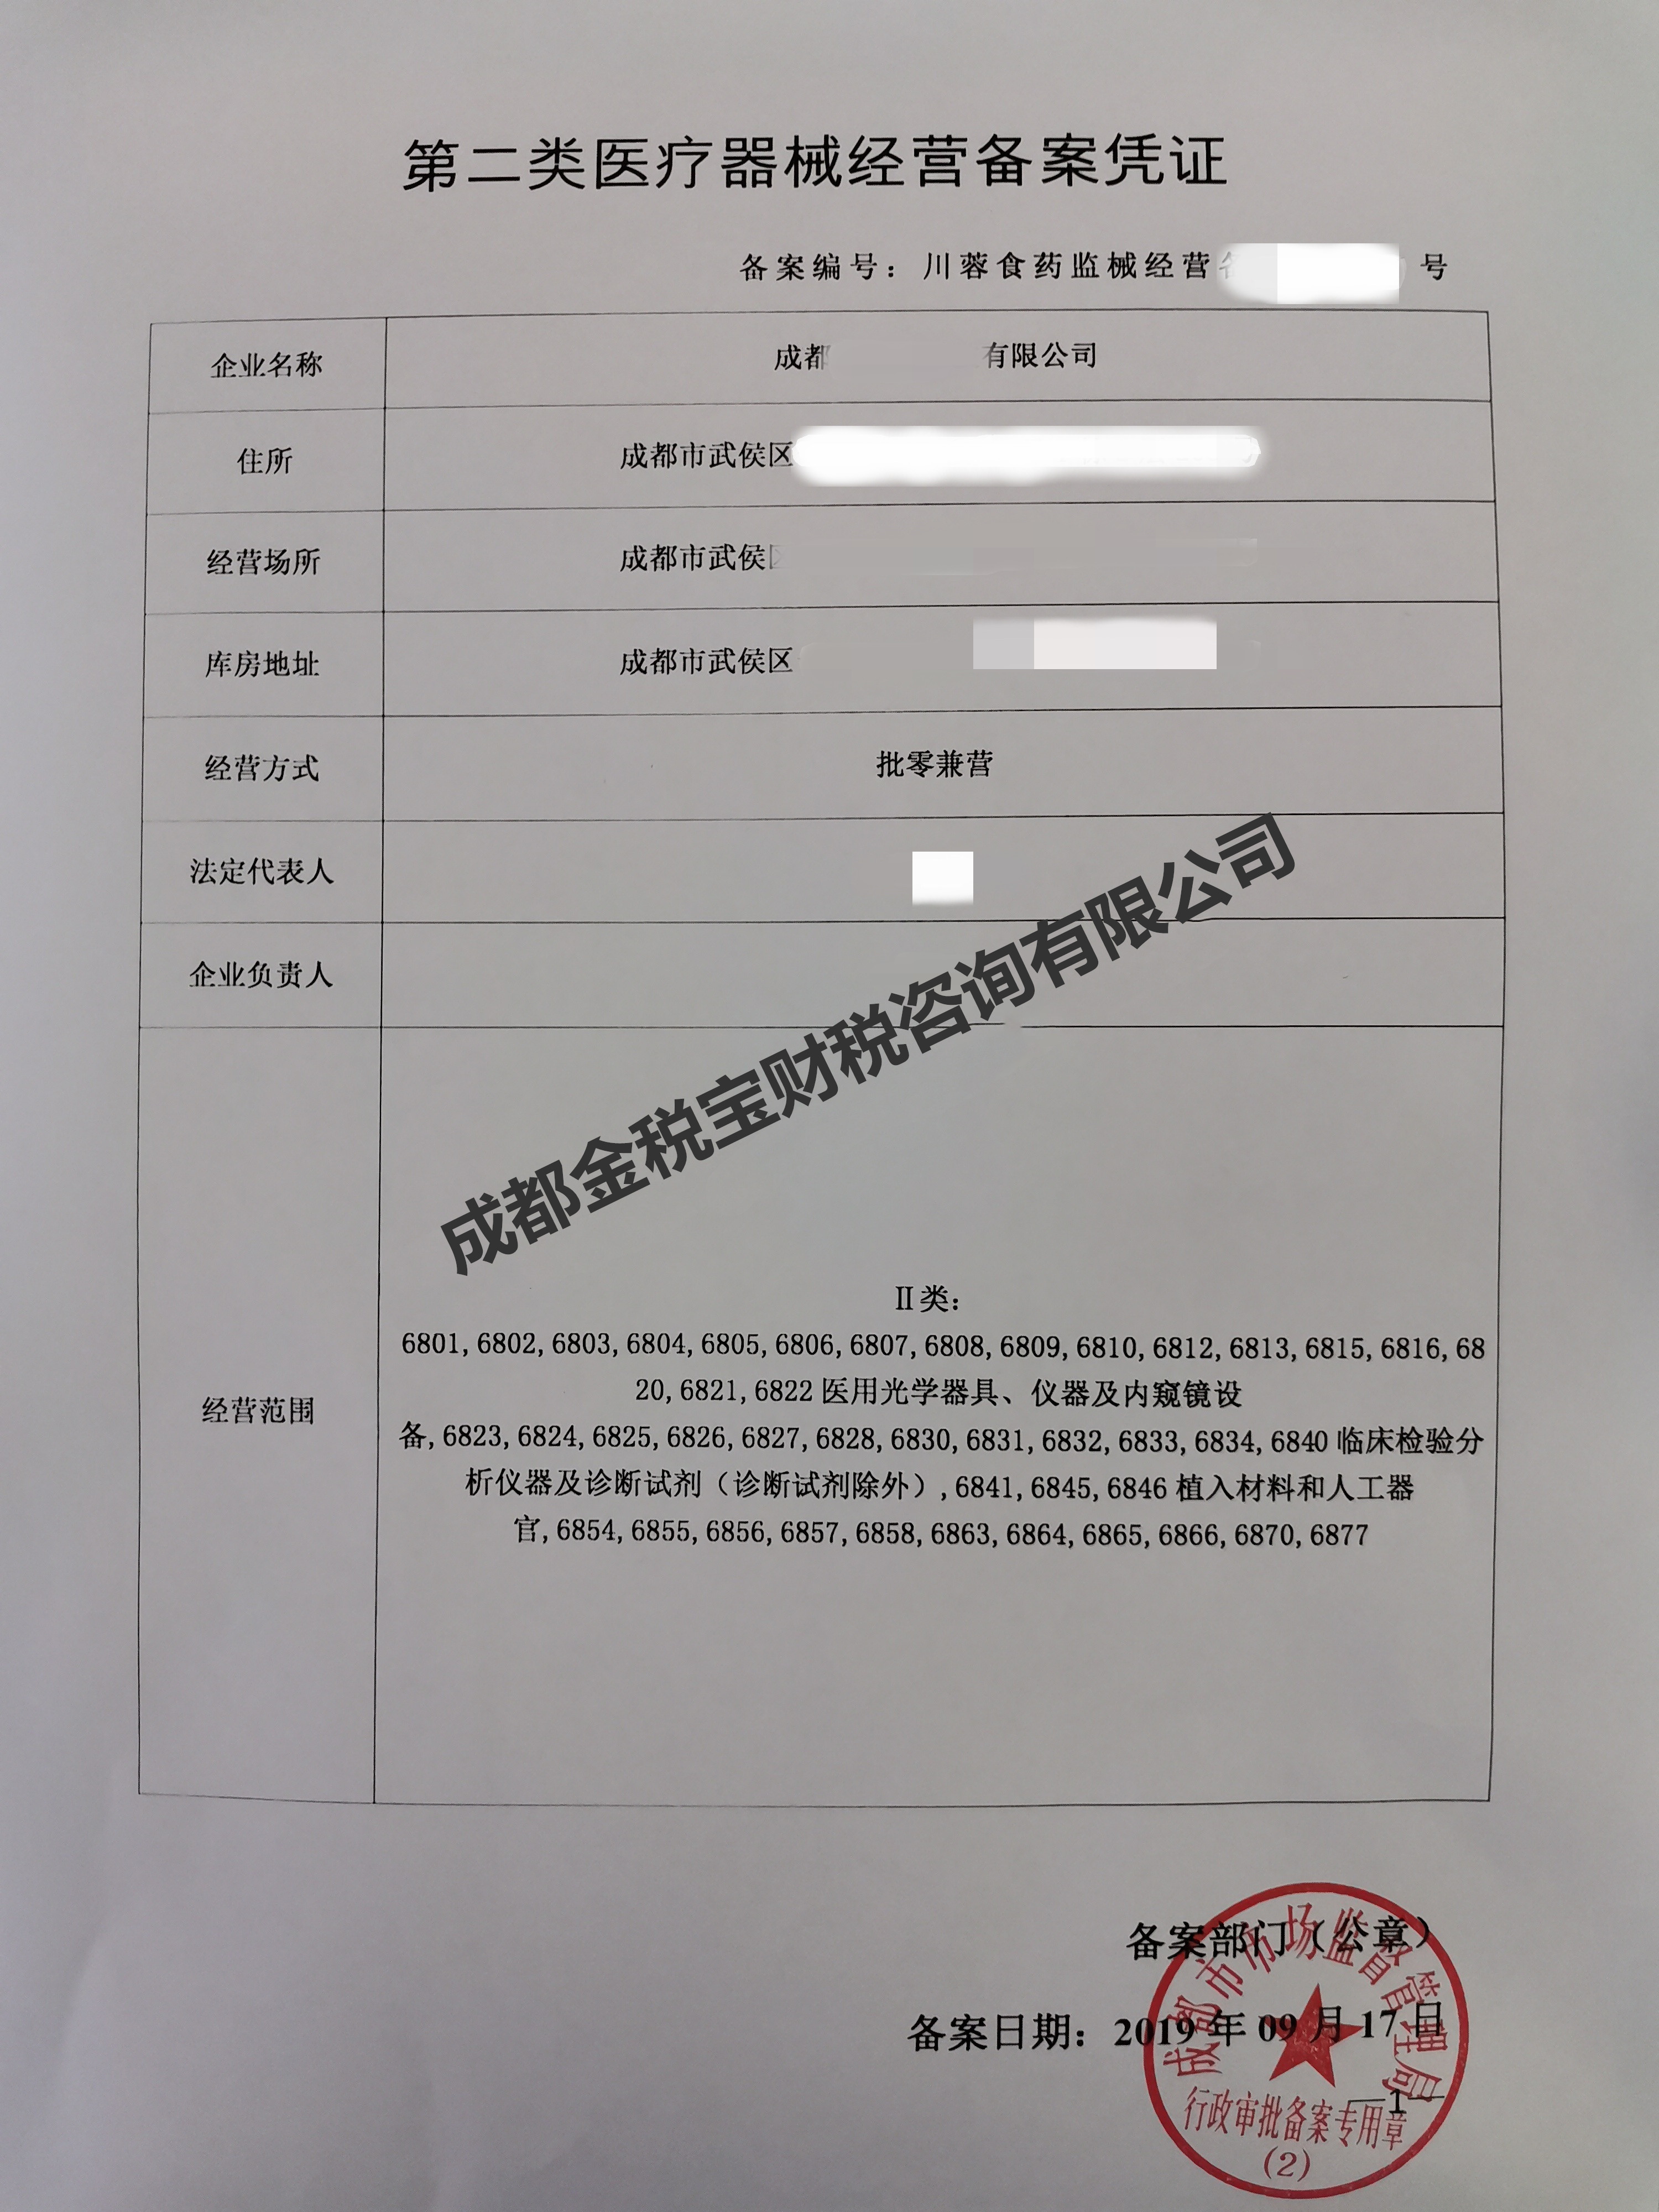 第二类医疗器械经营备案凭证
备案编号：川蓉食药监械经营 号
企业名称 成都 有限公司
住所 成都市武侯区
经营场所 成都市武侯区
库房地址 成都市武侯区
经营方式 批零兼营
法定代表人
企业负责人
成都金税宝财税咨询有限公司
经营范围
Ⅱ类：
6801,6802,6803,6804,6805,6806,6807,6808,6809,6810,6812,6813,6815,6816,68
20,6821,6822 医用光学器具、仪器及内窥镜设
备,6823,6824,6825,6826,6827,6828,6830,6831,6832,6833,6834,6840 临床检验分
析仪器及诊断试剂（诊断试剂除外）,6841,6845,6846 植入材料和人工器
官,6854,6855,6856,6857,6858,6863,6864,6865,6866,6870,6877
备案部门（公章）
备案日期：2019 年 09 月 17 日
成都市市场监督管理局
行政审批备案专用章
(2)
—1—